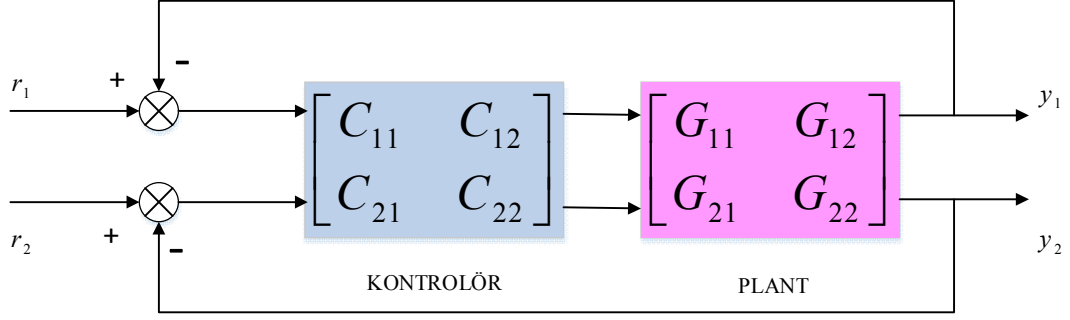 + −
r₁ y₁
[C₁₁ C₁₂] [G₁₁ G₁₂]
[C₂₁ C₂₂] [G₂₁ G₂₂]
+ −
r₂ y₂
KONTROLÖR PLANT